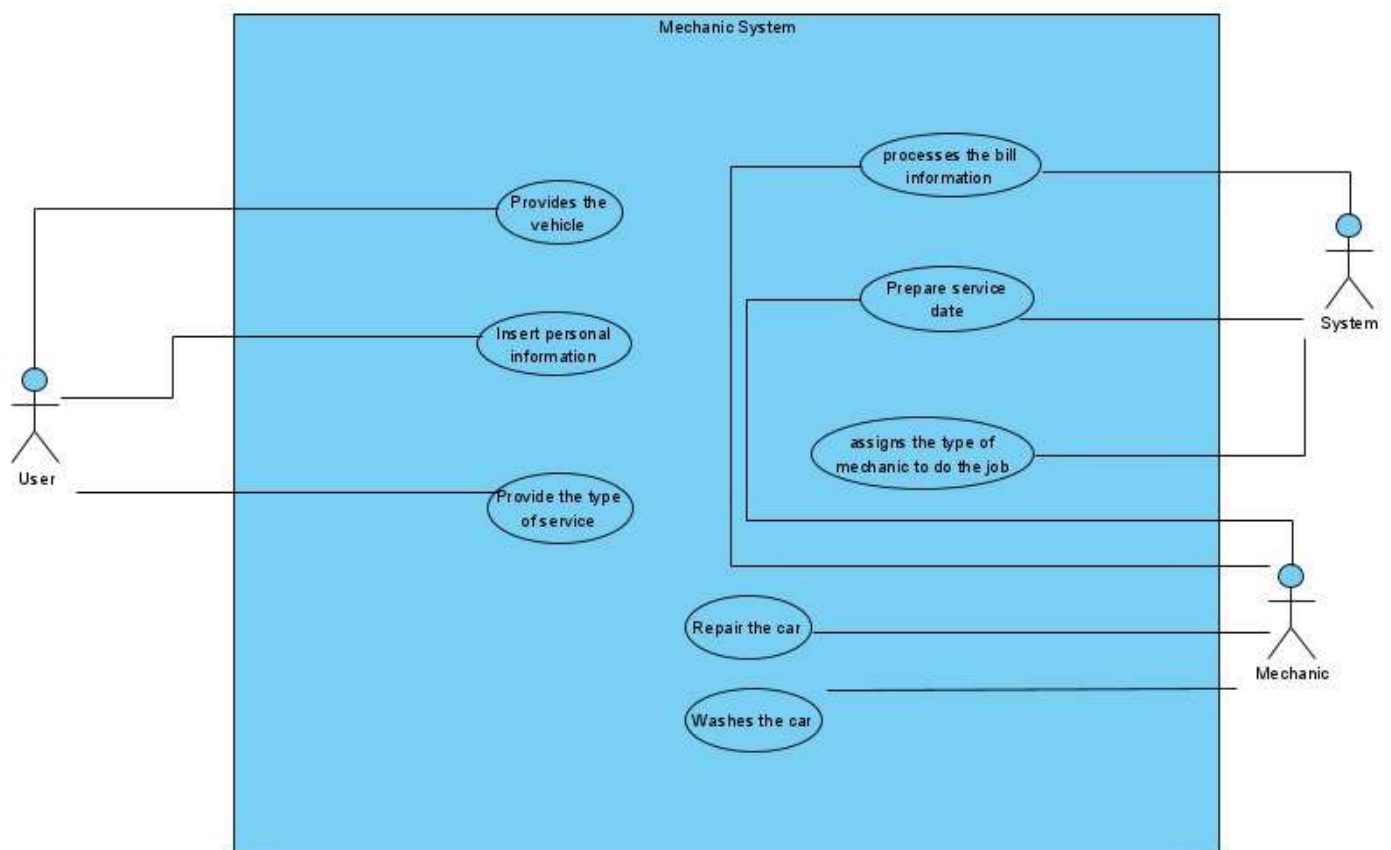 Mechanic System
processes the bill
information
Provides the
vehicle
Prepare service
date
System
Insert personal
information
assigns the type of
mechanic to do the job
User
Provide the type
of service
Repair the car
Mechanic
Washes the car